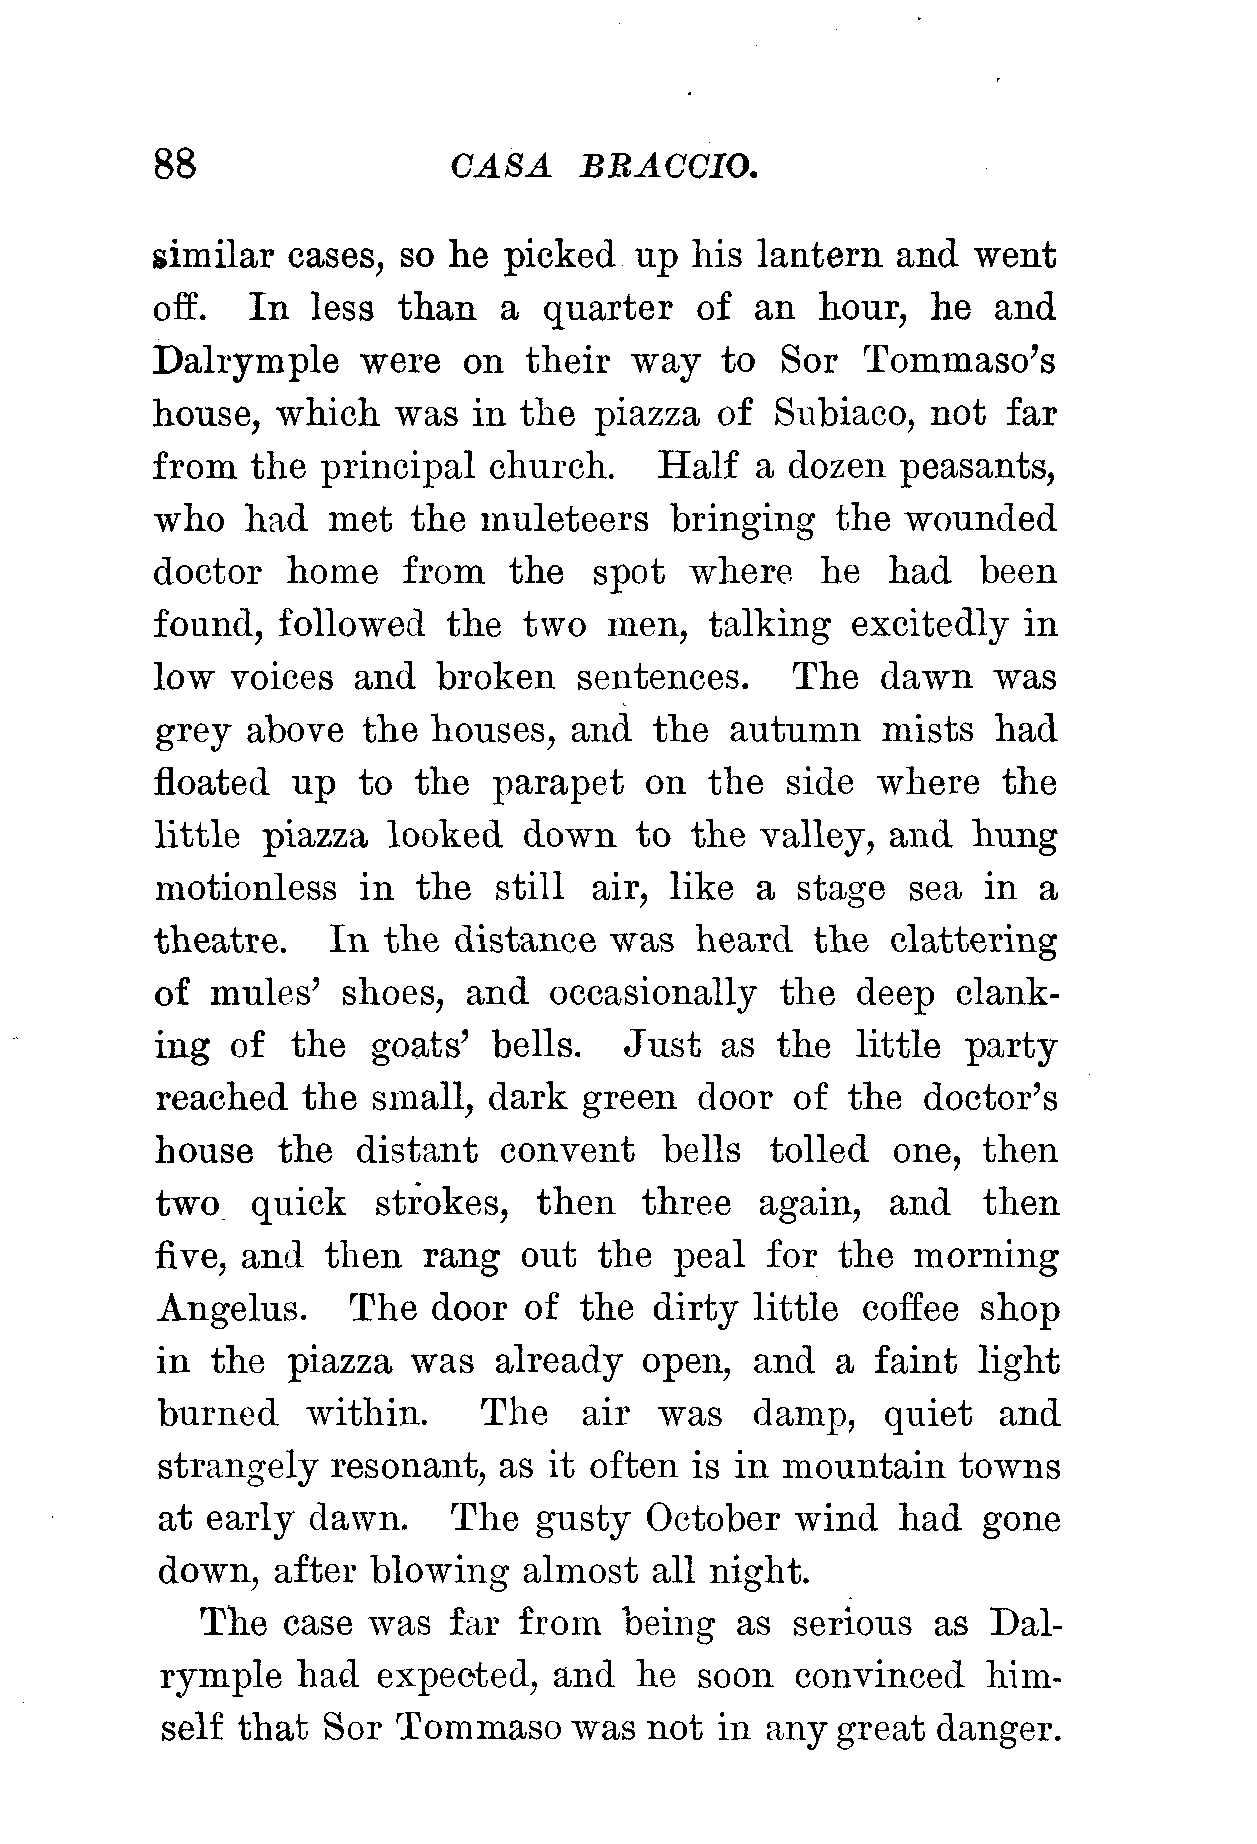 88 CASA BRACCIO.
similar cases, so he picked up his lantern and went
off. In less than a quarter of an hour, he and
Dalrymple were on their way to Sor Tommaso's
house, which was in the piazza of Subiaco, not far
from the principal church. Half a dozen peasants,
who had met the muleteers bringing the wounded
doctor home from the spot where he had been
found, followed the two men, talking excitedly in
low voices and broken sentences. The dawn was
grey above the houses, and the autumn mists had
floated up to the parapet on the side where the
little piazza looked down to the valley, and hung
motionless in the still air, like a stage sea in a
theatre. In the distance was heard the clattering
of mules' shoes, and occasionally the deep clank-
ing of the goats' bells. Just as the little party
reached the small, dark green door of the doctor's
house the distant convent bells tolled one, then
two quick strokes, then three again, and then
five, and then rang out the peal for the morning
Angelus. The door of the dirty little coffee shop
in the piazza was already open, and a faint light
burned within. The air was damp, quiet and
strangely resonant, as it often is in mountain towns
at early dawn. The gusty October wind had gone
down, after blowing almost all night.
The case was far from being as serious as Dal-
rymple had expected, and he soon convinced him-
self that Sor Tommaso was not in any great danger.